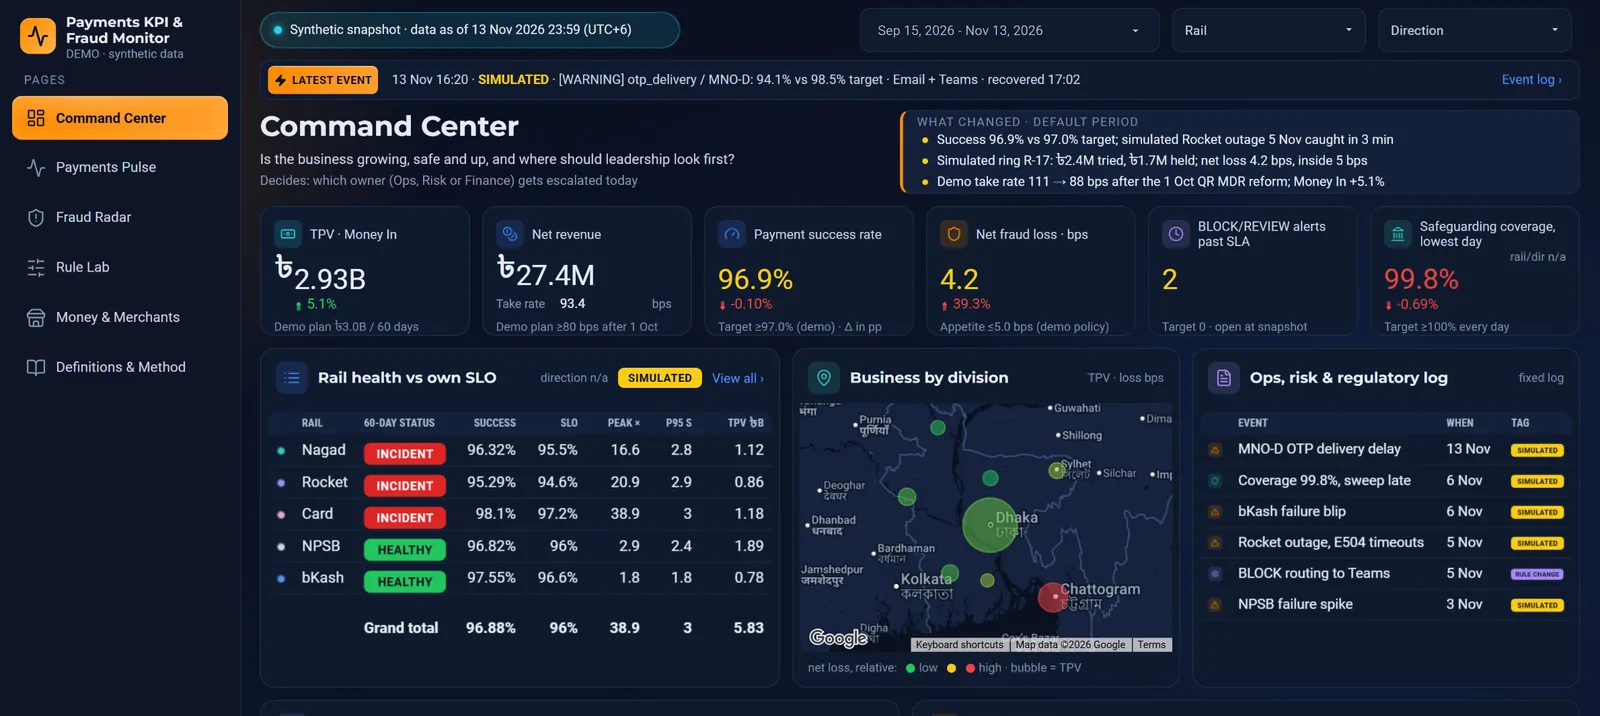 Payments KPI &
Fraud Monitor
DEMO · synthetic data
PAGES
Command Center
Payments Pulse
Fraud Radar
Rule Lab
Money & Merchants
Definitions & Method
Synthetic snapshot · data as of 13 Nov 2026 23:59 (UTC+6)
Sep 15, 2026 - Nov 13, 2026
Rail
Direction
LATEST EVENT
13 Nov 16:20 · SIMULATED · [WARNING] otp_delivery / MNO-D: 94.1% vs 98.5% target · Email + Teams · recovered 17:02
Event log ›
Command Center
Is the business growing, safe and up, and where should leadership look first?
Decides: which owner (Ops, Risk or Finance) gets escalated today
WHAT CHANGED · DEFAULT PERIOD
Success 96.9% vs 97.0% target; simulated Rocket outage 5 Nov caught in 3 min
Simulated ring R-17: ৳2.4M tried, ৳1.7M held; net loss 4.2 bps, inside 5 bps
Demo take rate 111 → 88 bps after the 1 Oct QR MDR reform; Money In +5.1%
TPV · Money In
৳2.93B
5.1%
Demo plan ৳3.0B / 60 days
Net revenue
৳27.4M
Take rate 93.4 bps
Demo plan ≥80 bps after 1 Oct
Payment success rate
96.9%
-0.10%
Target ≥97.0% (demo) · Δ in pp
Net fraud loss · bps
4.2
39.3%
Appetite ≤5.0 bps (demo policy)
BLOCK/REVIEW alerts
past SLA
2
Target 0 · open at snapshot
Safeguarding coverage,
lowest day
rail/dir n/a
99.8%
-0.69%
Target ≥100% every day
Rail health vs own SLO
direction n/a
SIMULATED
View all ›
RAIL 60-DAY STATUS SUCCESS SLO PEAK × P95 S TPV ৳B
Nagad INCIDENT 96.32% 95.5% 16.6 2.8 1.12
Rocket INCIDENT 95.29% 94.6% 20.9 2.9 0.86
Card INCIDENT 98.1% 97.2% 38.9 3 1.18
NPSB HEALTHY 96.82% 96% 2.9 2.4 1.89
bKash HEALTHY 97.55% 96.6% 1.8 1.8 0.78
Grand total 96.88% 96% 38.9 3 5.83
Business by division
TPV · loss bps
Guwahati
Dima
Purnia
पूर्णियाँ
Shillong
Sylhet
সিলেট
Silchar
Imp
Deoghar
देवघर
Dhanbad
धनबाद
Dhaka
ঢাকা
Bardhaman
বর্ধমান
Jamshedpur
जमशेदपुर
Kolkata
কলকাতা
Chattogram
চট্টগ্রাম
Digha
Cox's Bazar
Google
Keyboard shortcuts
Map data ©2026 Google
Terms
net loss, relative: low high · bubble = TPV
Ops, risk & regulatory log
fixed log
EVENT WHEN TAG
MNO-D OTP delivery delay 13 Nov SIMULATED
Coverage 99.8%, sweep late 6 Nov SIMULATED
bKash failure blip 6 Nov SIMULATED
Rocket outage, E504 timeouts 5 Nov SIMULATED
BLOCK routing to Teams 5 Nov RULE CHANGE
NPSB failure spike 3 Nov SIMULATED